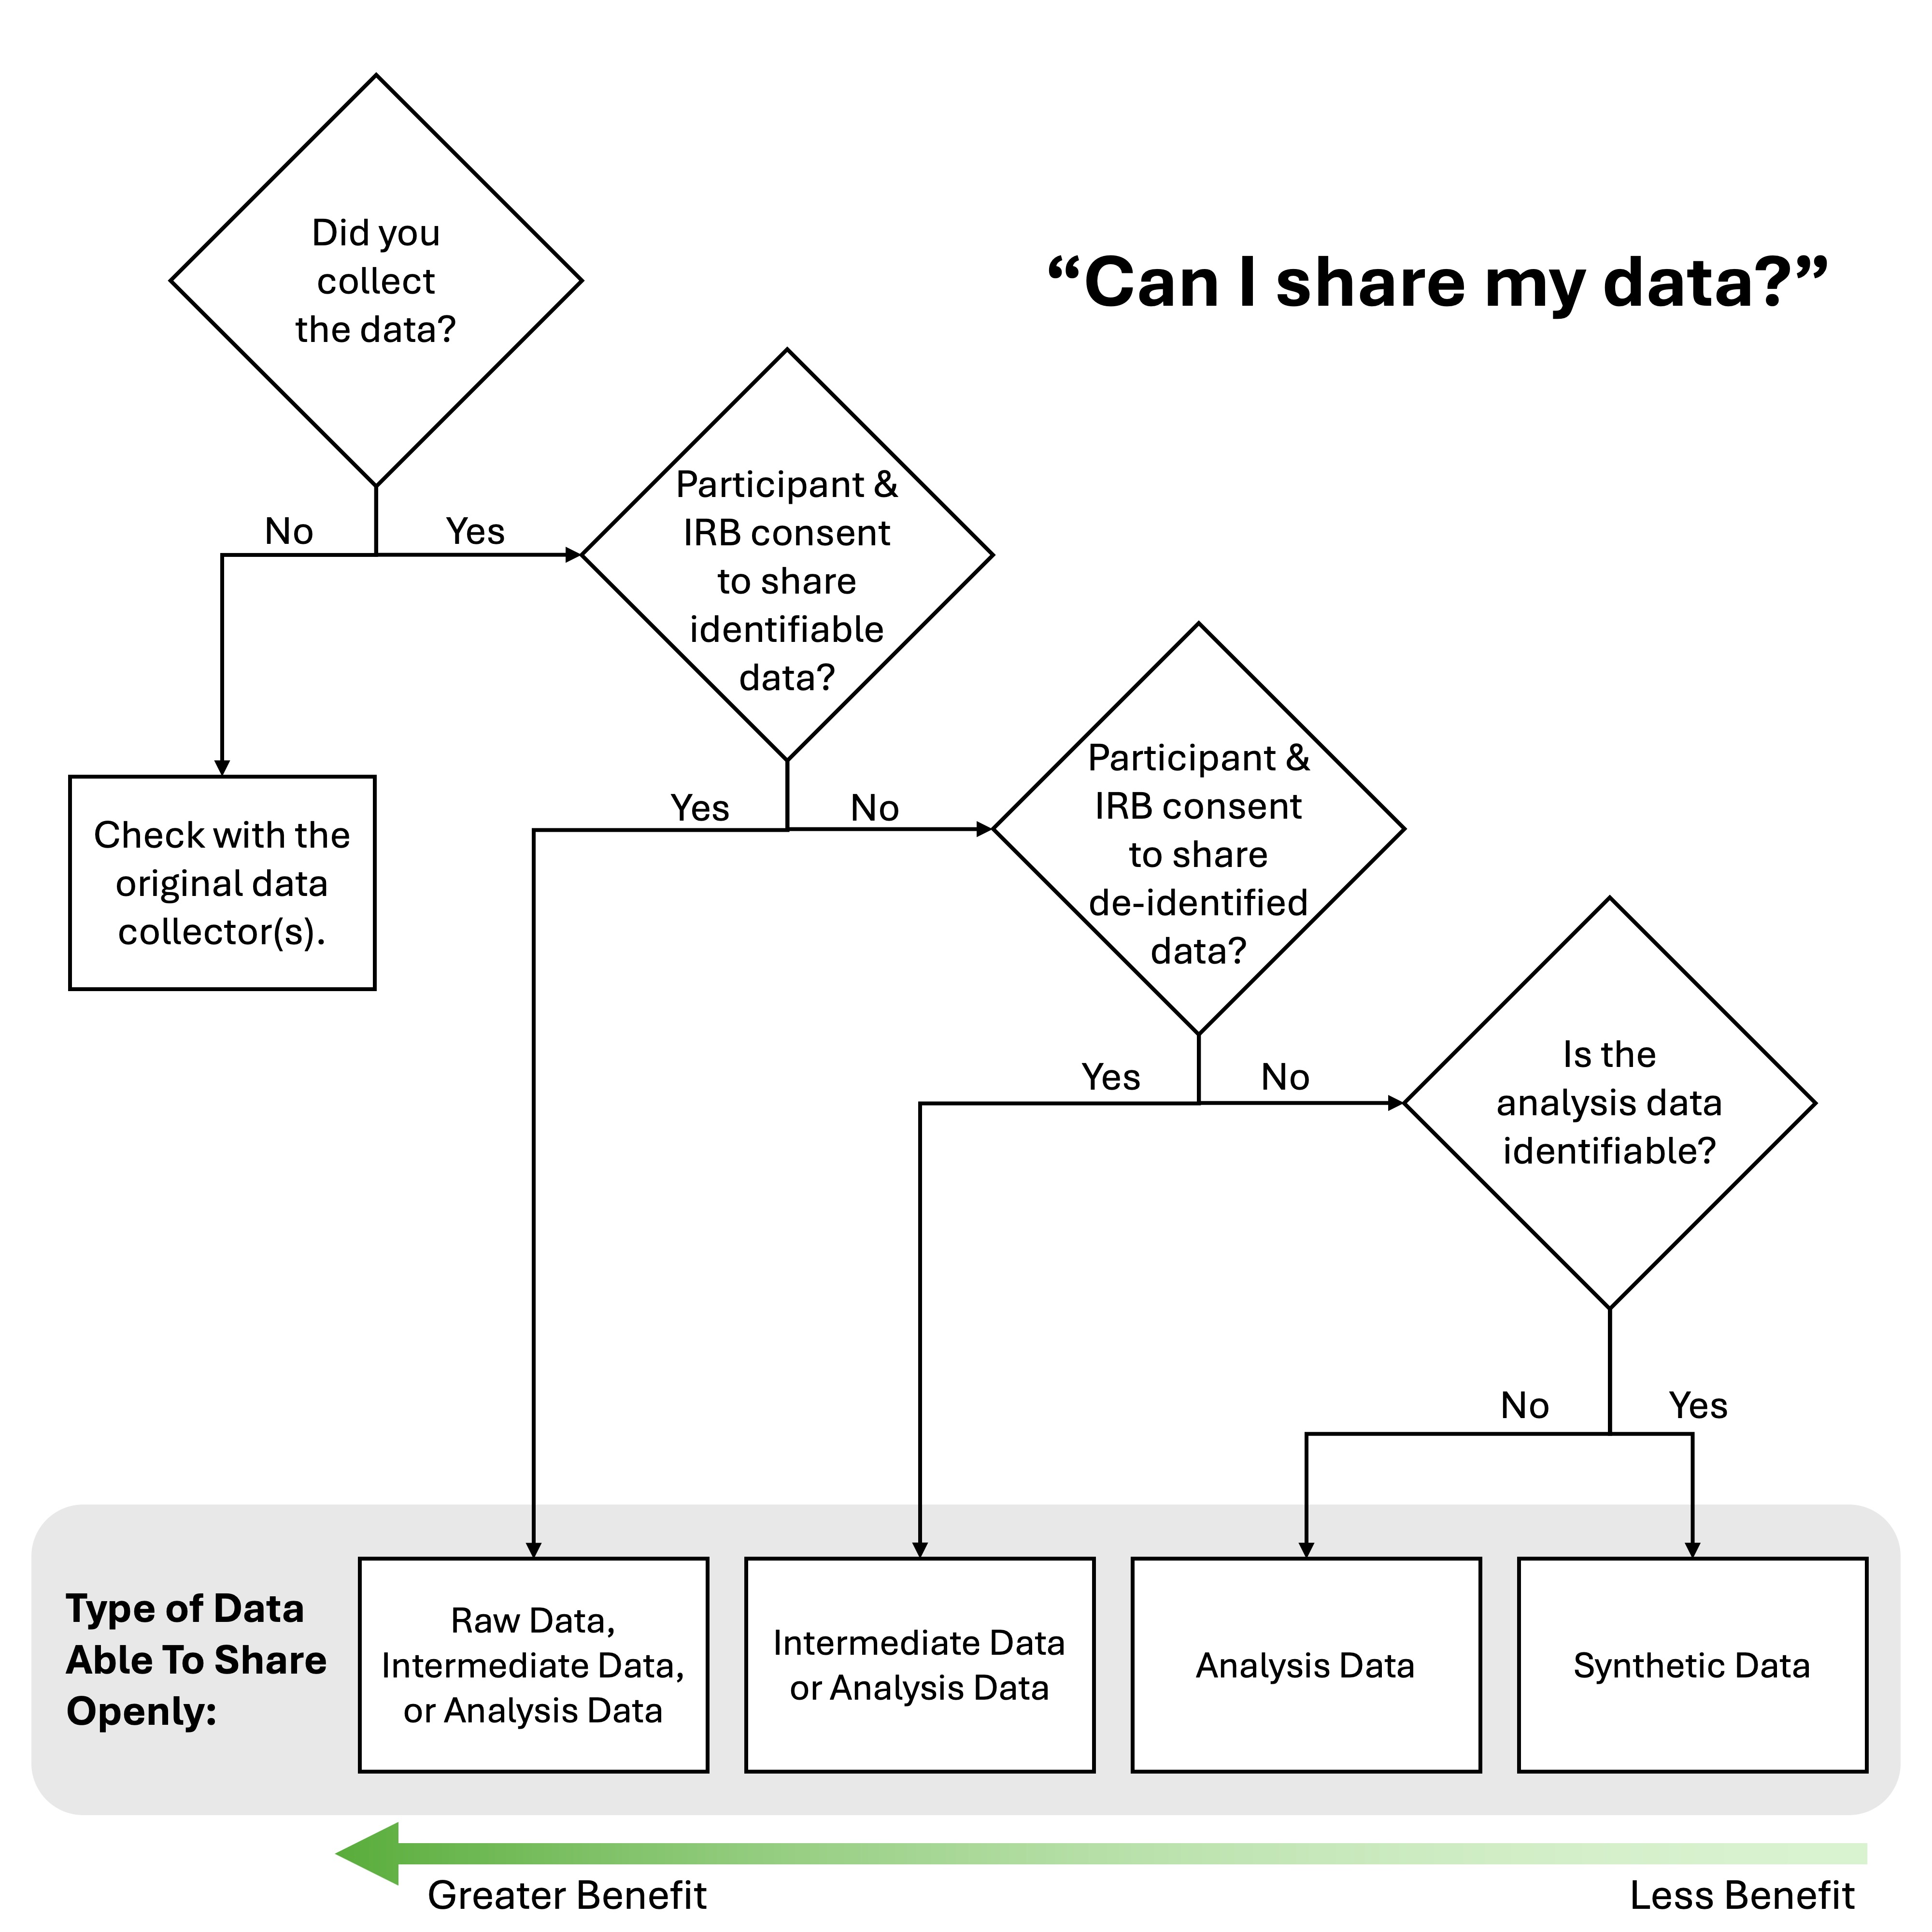 “Can I share my data?”
Did you
collect
the data?
No
Yes
Participant &
IRB consent
to share
identifiable
data?
Check with the
original data
collector(s).
Yes
No
Participant &
IRB consent
to share
de-identified
data?
Yes
No
Is the
analysis data
identifiable?
No
Yes
Type of Data
Able To Share
Openly:
Raw Data,
Intermediate Data,
or Analysis Data
Intermediate Data
or Analysis Data
Analysis Data
Synthetic Data
Greater Benefit
Less Benefit